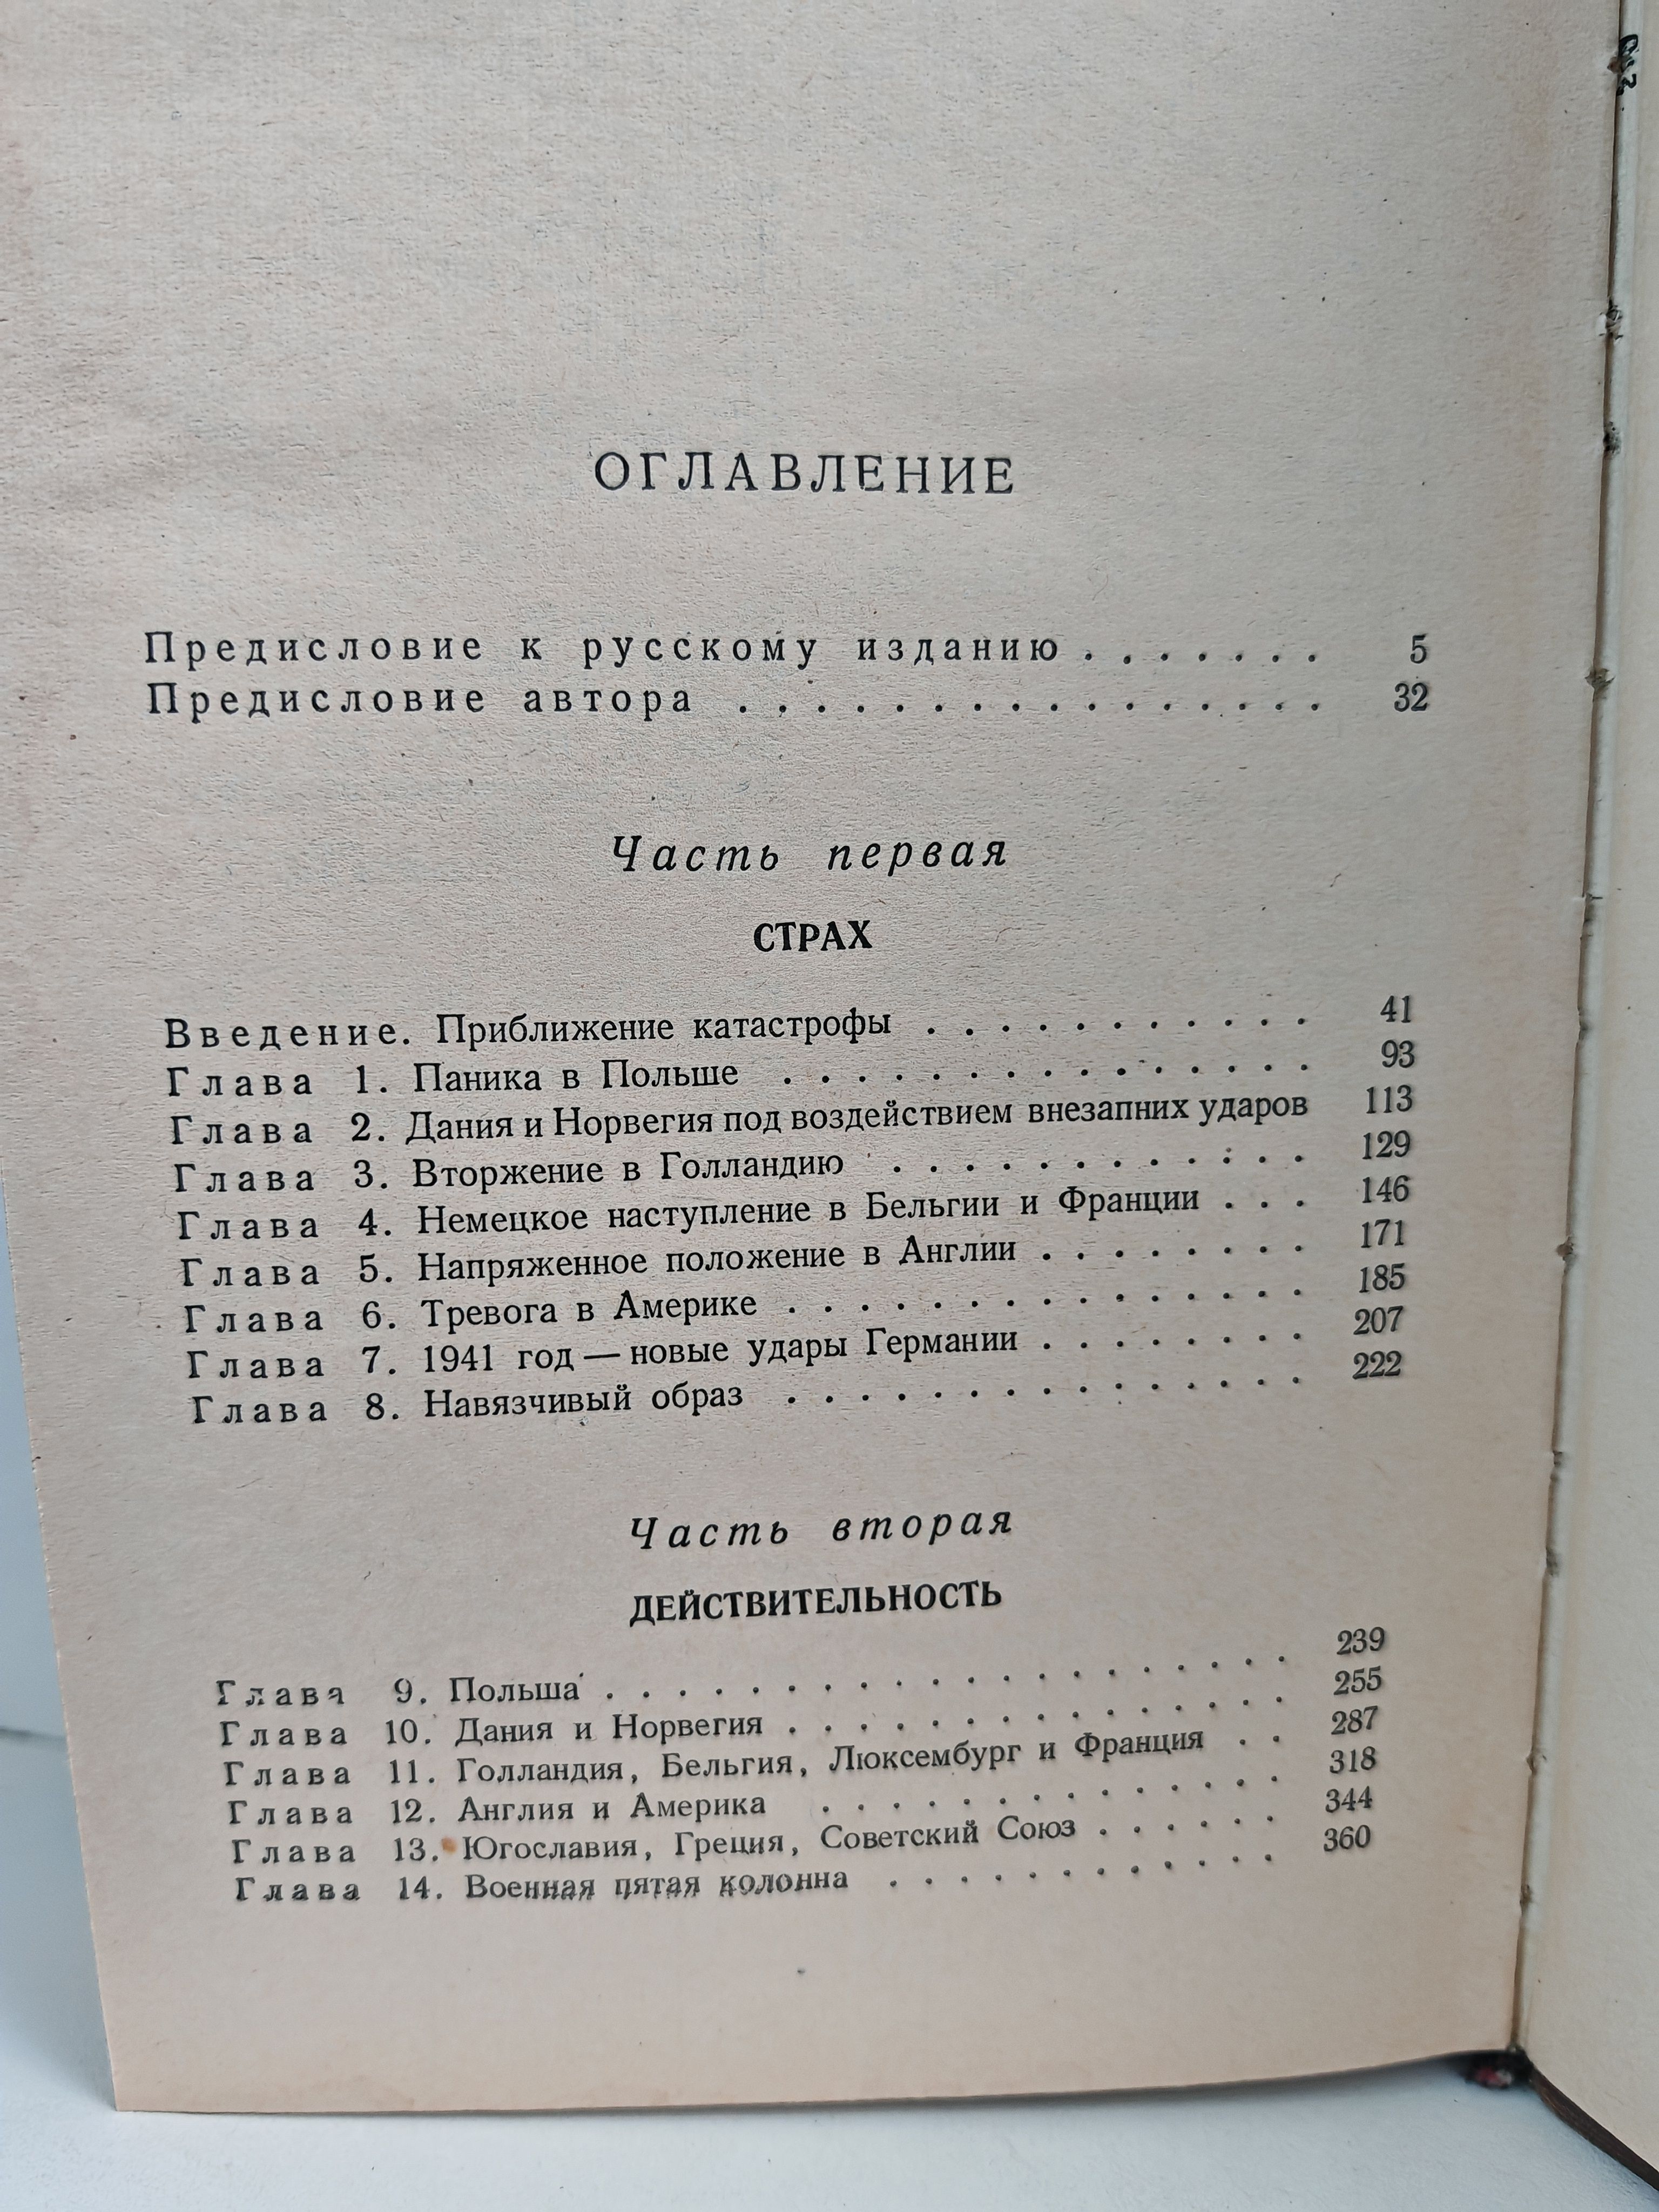 ОГЛАВЛЕНИЕ
Предисловие к русскому изданию . . . . . . . 5
Предисловие автора . . . . . . . . . . . . . . . . 32
Часть первая
СТРАХ
Введение. Приближение катастрофы . . . . . . . . . . . 41
Глава 1. Паника в Польше . . . . . . . . . . . . . . 93
Глава 2. Дания и Норвегия под воздействием внезапних ударов 113
Глава 3. Вторжение в Голландию . . . . . . . . . . . . 129
Глава 4. Немецкое наступление в Бельгии и Франции . . . 146
Глава 5. Напряженное положение в Англии . . . . . . . . 171
Глава 6. Тревога в Америке . . . . . . . . . . . . . . 185
Глава 7. 1941 год — новые удары Германии . . . . . . . . 207
Глава 8. Навязчивый образ . . . . . . . . . . . . . . 222
Часть вторая
ДЕЙСТВИТЕЛЬНОСТЬ
Глава 9. Польша . . . . . . . . . . . . . . . . . . . 239
Глава 10. Дания и Норвегия . . . . . . . . . . . . . . 255
Глава 11. Голландия, Бельгия, Люксембург и Франция . . 287
Глава 12. Англия и Америка . . . . . . . . . . . . . 318
Глава 13. Югославия, Греция, Советский Союз . . . . . . 344
Глава 14. Военная пятая колонна . . . . . . . . . . . 360